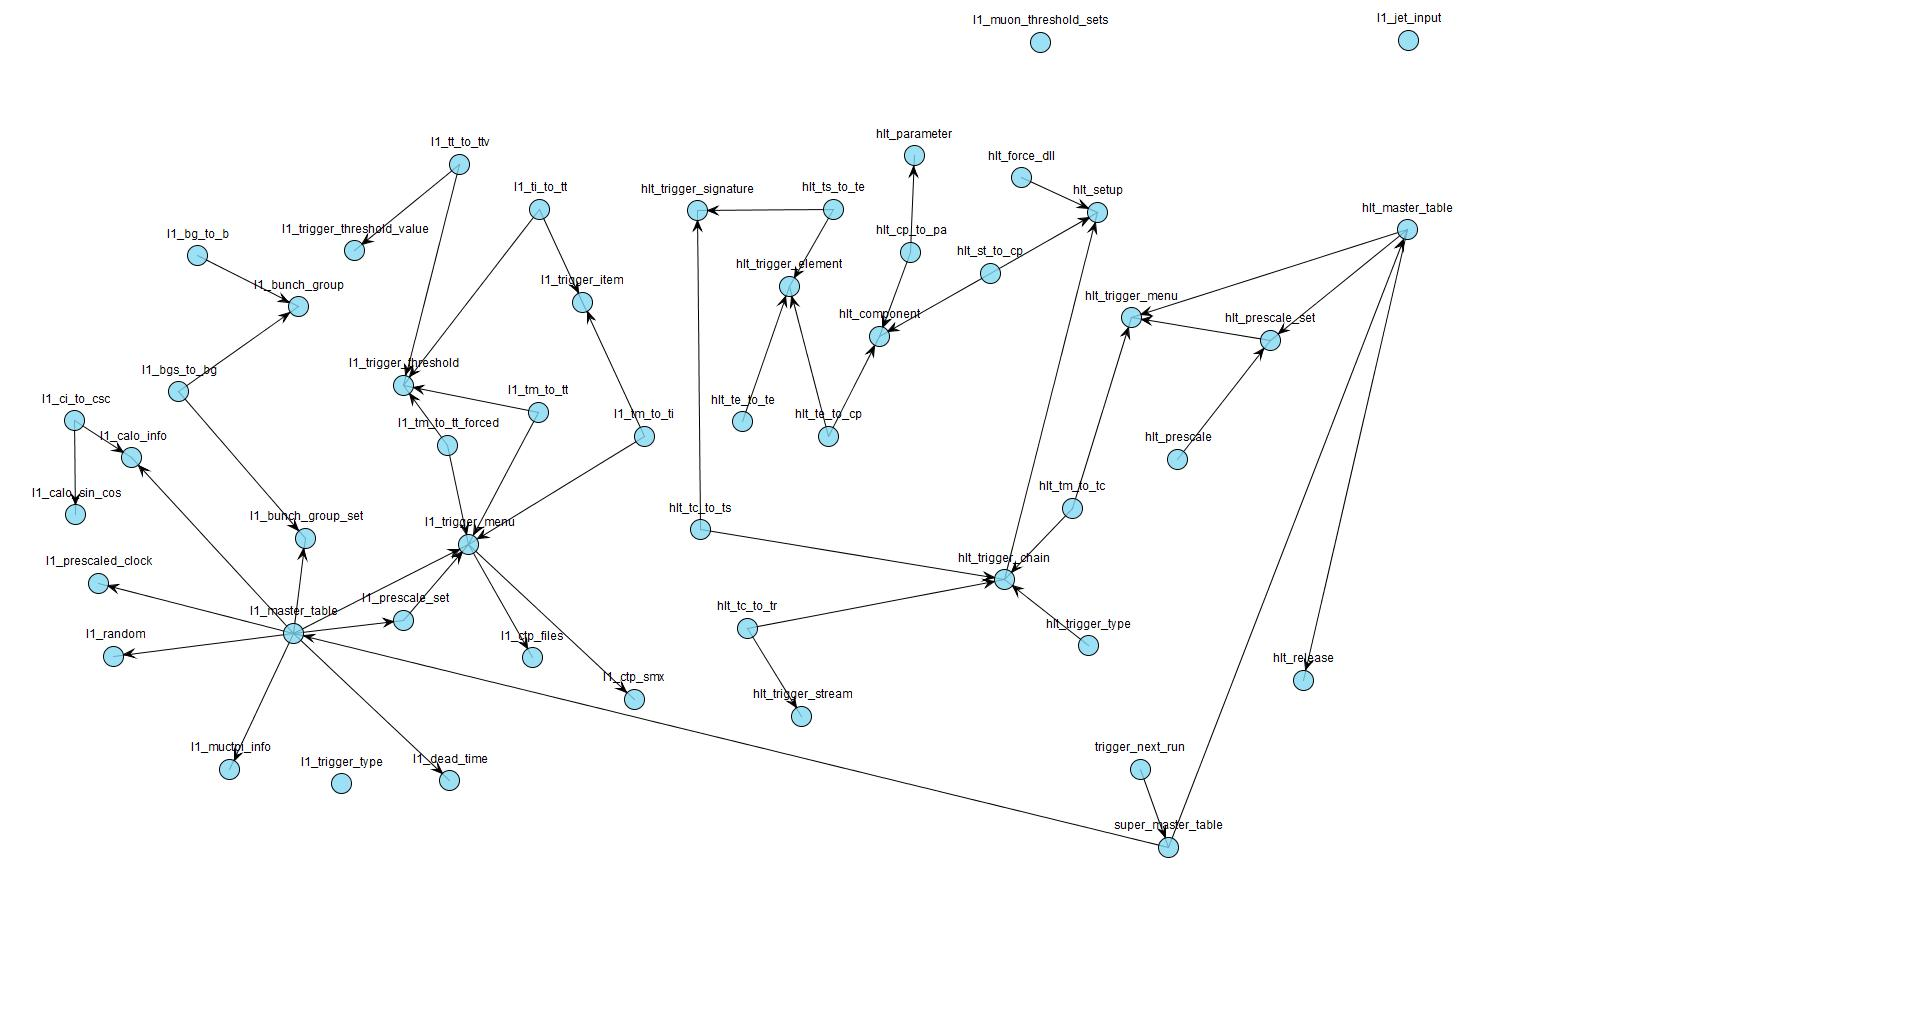 l1_jet_input
l1_muon_threshold_sets
hlt_parameter
l1_tt_to_ttv
hlt_force_dll
l1_ti_to_tt
hlt_trigger_signature
hlt_ts_to_te
hlt_setup
hlt_master_table
l1_bg_to_b
l1_trigger_threshold_value
hlt_cp_to_pa
hlt_st_to_cp
hlt_trigger_element
l1_trigger_item
l1_bunch_group
hlt_trigger_menu
hlt_component
hlt_prescale_set
l1_trigger_threshold
l1_bgs_to_bg
l1_tm_to_tt
l1_ci_to_csc
hlt_te_to_te
l1_tm_to_ti
hlt_te_to_cp
l1_tm_to_tt_forced
l1_calo_info
hlt_prescale
hlt_tm_to_tc
l1_calo_sin_cos
hlt_tc_to_ts
l1_bunch_group_set
l1_trigger_menu
hlt_trigger_chain
l1_prescaled_clock
l1_prescale_set
hlt_tc_to_tr
l1_master_table
hlt_trigger_type
l1_random
l1_ctp_files
hlt_release
l1_ctp_smx
hlt_trigger_stream
l1_muctpi_info
trigger_next_run
l1_dead_time
l1_trigger_type
super_master_table